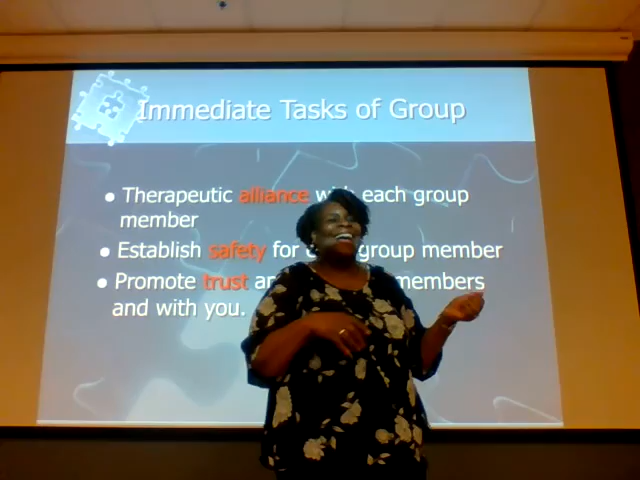 Immediate Tasks of Group
Therapeutic alliance with each group
member
Establish safety for group member
Promote trust members
and with you.